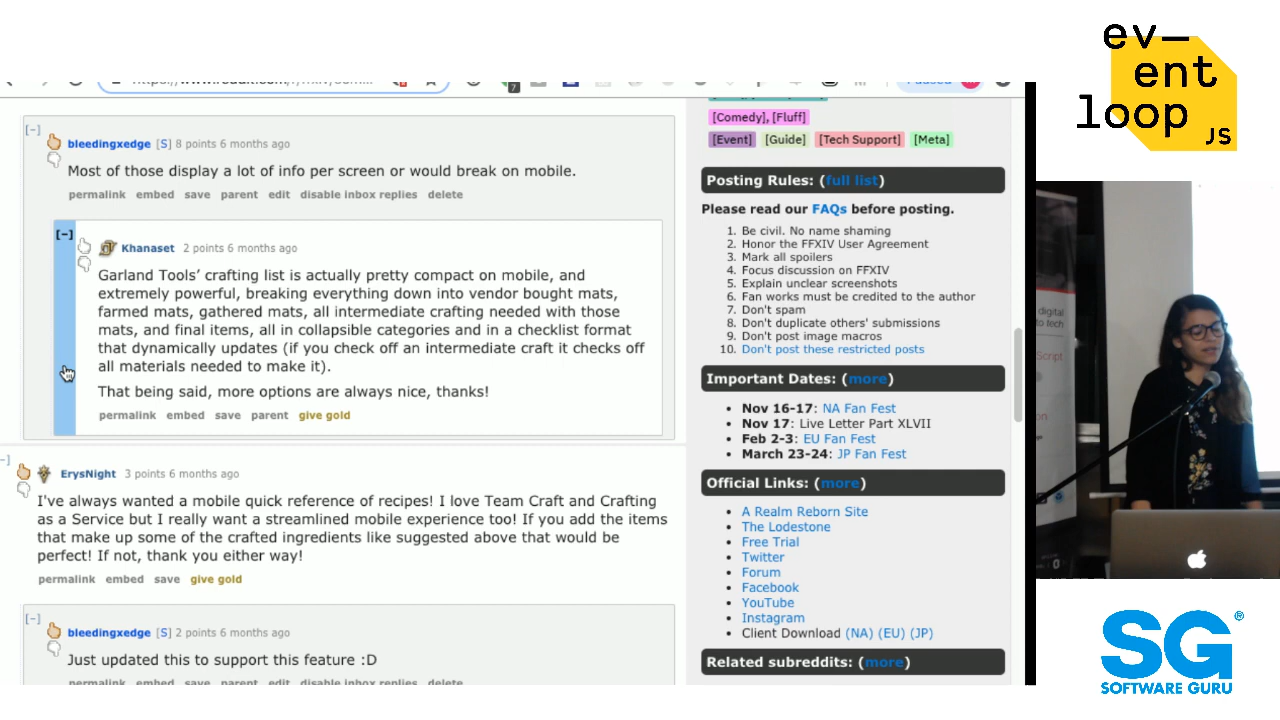 [-]
bleedingxedge [S] 8 points 6 months ago
Most of those display a lot of info per screen or would break on mobile.
permalink embed save parent edit disable inbox replies delete
[-]
Khanaset 2 points 6 months ago
Garland Tools' crafting list is actually pretty compact on mobile, and
extremely powerful, breaking everything down into vendor bought mats,
farmed mats, gathered mats, all intermediate crafting needed with those
mats, and final items, all in collapsible categories and in a checklist format
that dynamically updates (if you check off an intermediate craft it checks off
all materials needed to make it).
That being said, more options are always nice, thanks!
permalink embed save parent give gold
[-]
ErysNight 3 points 6 months ago
I've always wanted a mobile quick reference of recipes! I love Team Craft and Crafting
as a Service but I really want a streamlined mobile experience too! If you add the items
that make up some of the crafted ingredients like suggested above that would be
perfect! If not, thank you either way!
permalink embed save give gold
[-]
bleedingxedge [S] 2 points 6 months ago
Just updated this to support this feature :D
permalink embed save parent edit disable inbox replies delete
7
[Comedy], [Fluff]
[Event] [Guide] [Tech Support] [Meta]
Posting Rules: (full list)
Please read our FAQs before posting.
1. Be civil. No name shaming
2. Honor the FFXIV User Agreement
3. Mark all spoilers
4. Focus discussion on FFXIV
5. Explain unclear screenshots
6. Fan works must be credited to the author
7. Don't spam
8. Don't duplicate others' submissions
9. Don't post image macros
10. Don't post these restricted posts
Important Dates: (more)
• Nov 16-17: NA Fan Fest
• Nov 17: Live Letter Part XLVII
• Feb 2-3: EU Fan Fest
• March 23-24: JP Fan Fest
Official Links: (more)
• A Realm Reborn Site
• The Lodestone
• Free Trial
• Twitter
• Forum
• Facebook
• YouTube
• Instagram
• Client Download (NA) (EU) (JP)
Related subreddits: (more)
ev—
ent
loop
JS
digital
to tech
Script
SG®
SOFTWARE GURU